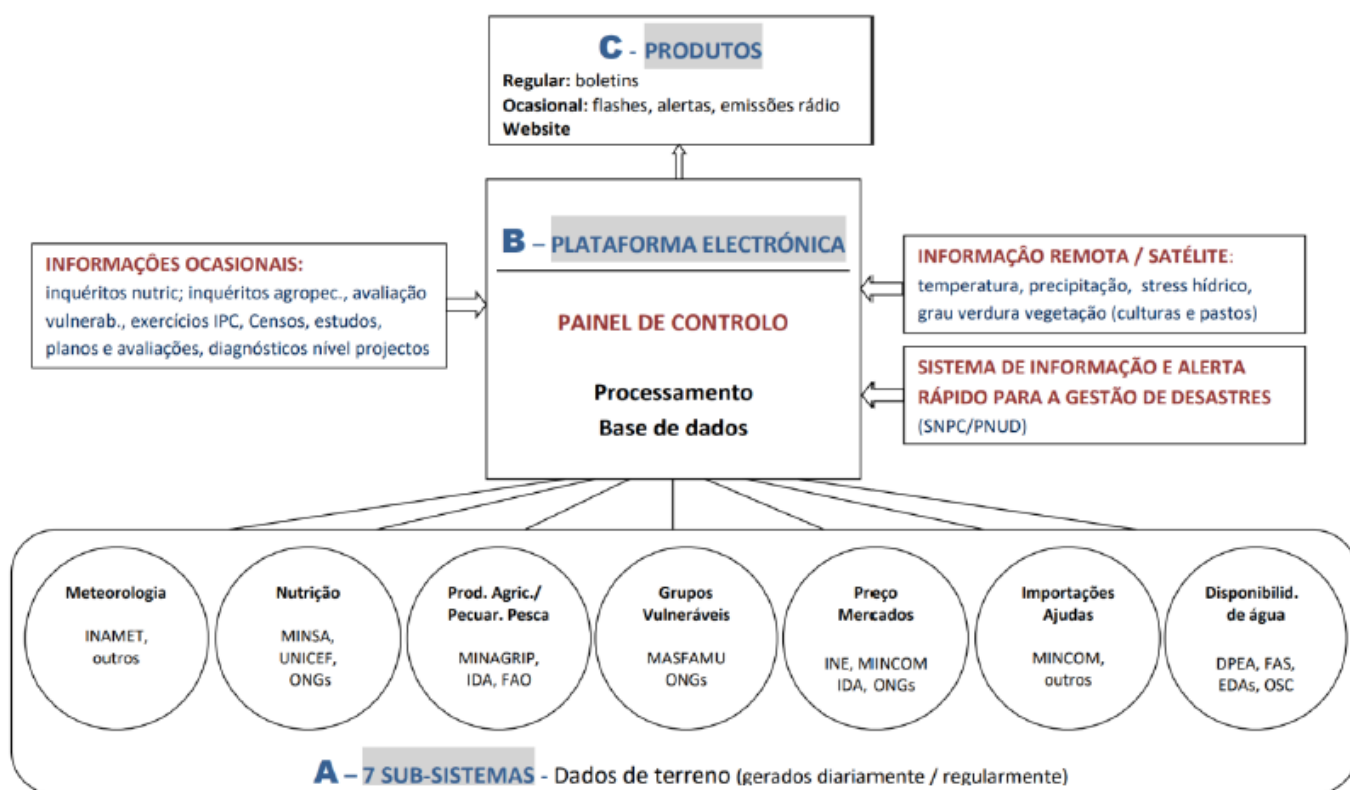 C - PRODUTOS
Regular: boletins
Ocasional: flashes, alertas, emissões rádio
Website
B – PLATAFORMA ELECTRÓNICA
PAINEL DE CONTROLO
Processamento
Base de dados
INFORMAÇÔES OCASIONAIS:
inquéritos nutric; inquéritos agropec., avaliação
vulnerab., exercícios IPC, Censos, estudos,
planos e avaliações, diagnósticos nível projectos
INFORMAÇÂO REMOTA / SATÉLITE:
temperatura, precipitação, stress hídrico,
grau verdura vegetação (culturas e pastos)
SISTEMA DE INFORMAÇÃO E ALERTA
RÁPIDO PARA A GESTÃO DE DESASTRES
(SNPC/PNUD)
Meteorologia
INAMET,
outros
Nutrição
MINSA,
UNICEF,
ONGs
Prod. Agric./
Pecuar. Pesca
MINAGRIP,
IDA, FAO
Grupos
Vulneráveis
MASFAMU
ONGs
Preço
Mercados
INE, MINCOM
IDA, ONGs
Importações
Ajudas
MINCOM,
outros
Disponibilid.
de água
DPEA, FAS,
EDAs, OSC
A – 7 SUB-SISTEMAS - Dados de terreno (gerados diariamente / regularmente)